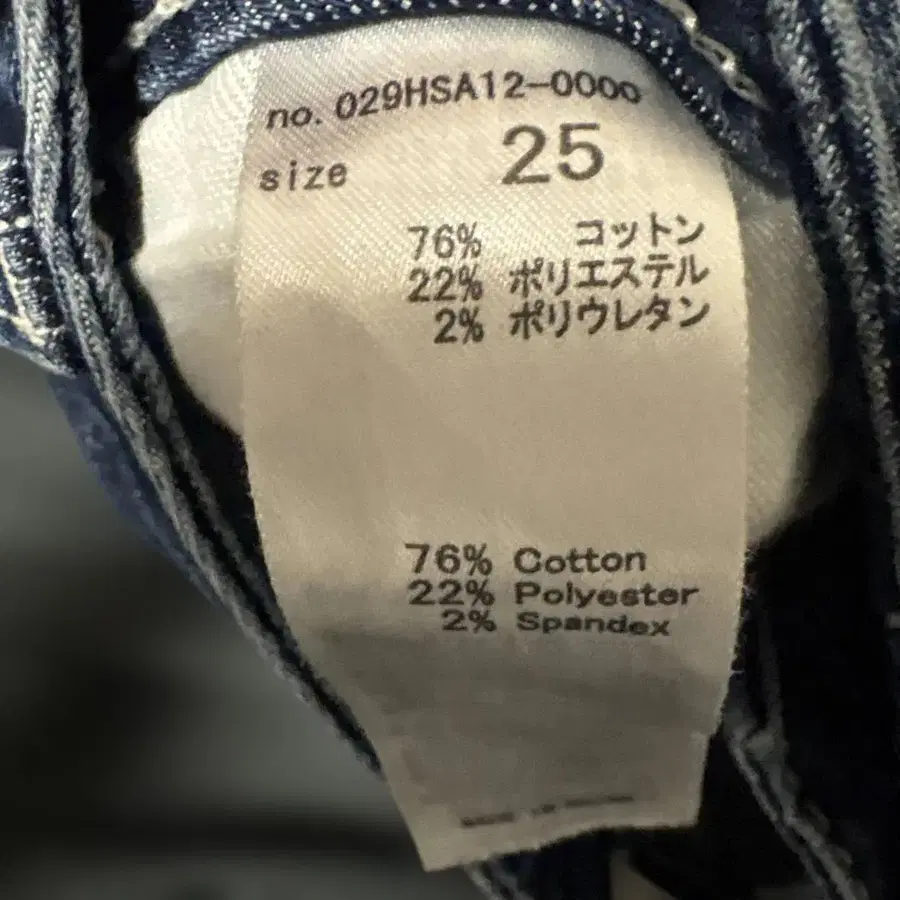 no. 029HSA12-0000
size 25
76% コットン
22% ポリエステル
2% ポリウレタン
76% Cotton
22% Polyester
2% Spandex